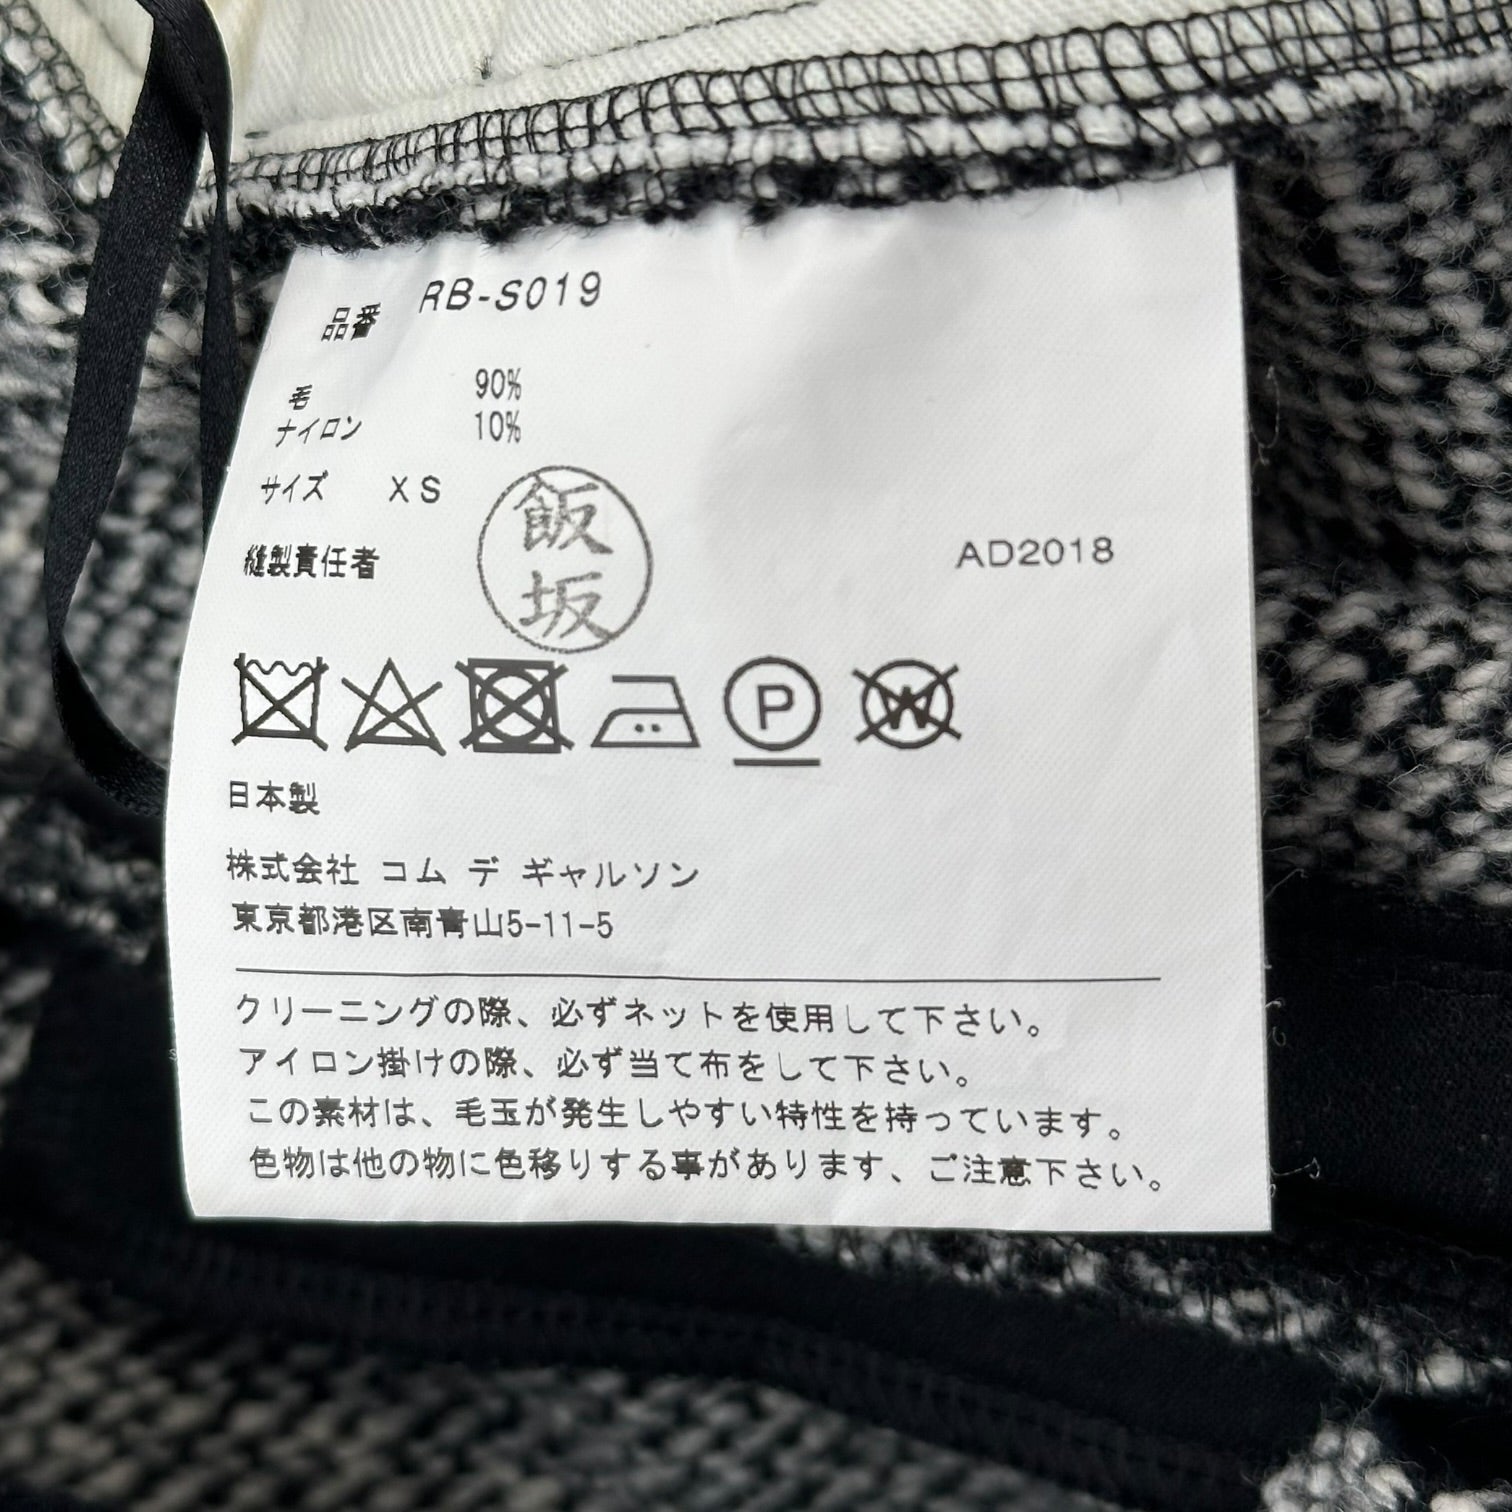 品番 RB-S019
毛 90%
ナイロン 10%
サイズ XS
縫製責任者 飯坂
AD2018
P W
日本製
株式会社 コム デ ギャルソン
東京都港区南青山5-11-5
クリーニングの際、必ずネットを使用して下さい。
アイロン掛けの際、必ず当て布をして下さい。
この素材は、毛玉が発生しやすい特性を持っています。
色物は他の物に色移りする事があります、ご注意下さい。